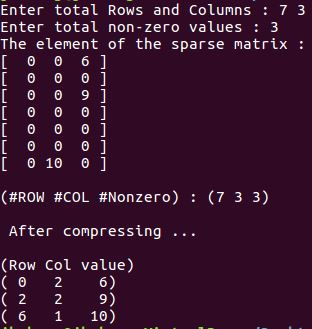 Enter total Rows and Columns : 7 3
Enter total non-zero values : 3
The element of the sparse matrix :
[ 0 0 6 ]
[ 0 0 0 ]
[ 0 0 9 ]
[ 0 0 0 ]
[ 0 0 0 ]
[ 0 0 0 ]
[ 0 10 0 ]
(#ROW #COL #Nonzero) : (7 3 3)
After compressing ...
(Row Col value)
( 0 2 6)
( 2 2 9)
( 6 1 10)